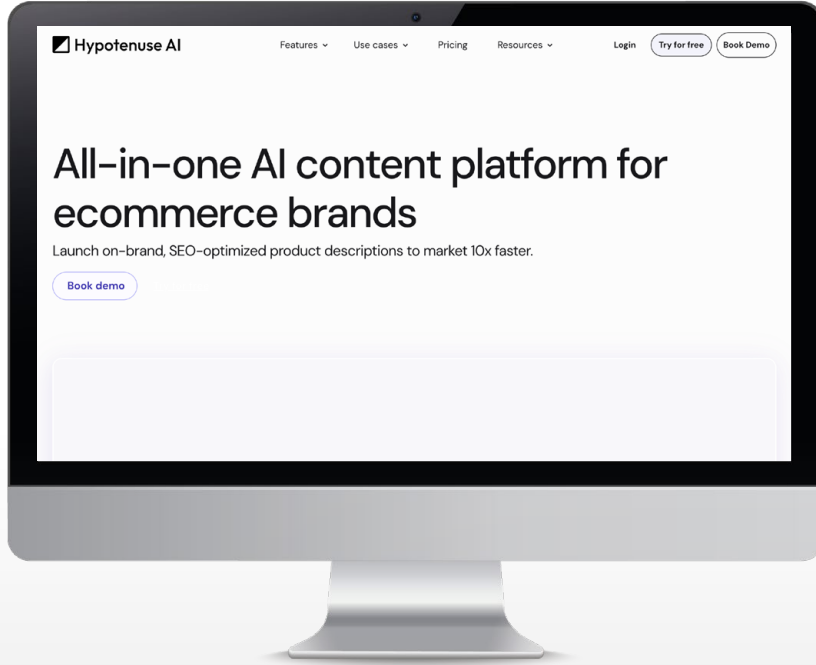 Hypotenuse AI
Features
Use cases
Pricing
Resources
Login
Try for free
Book Demo
All-in-one AI content platform for
ecommerce brands
Launch on-brand, SEO-optimized product descriptions to market 10x faster.
Book demo